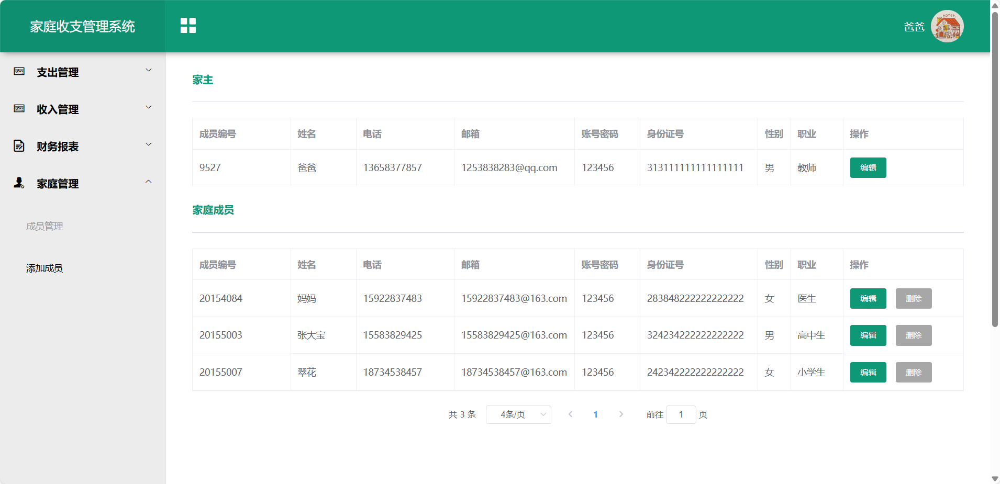 家庭收支管理系统
爸爸
支出管理
收入管理
财务报表
家庭管理
成员管理
添加成员
家主
成员编号 姓名 电话 邮箱 账号密码 身份证号 性别 职业 操作
9527 爸爸 13658377857 1253838283@qq.com 123456 313111111111111111 男 教师 编辑
家庭成员
成员编号 姓名 电话 邮箱 账号密码 身份证号 性别 职业 操作
20154084 妈妈 15922837483 15922837483@163.com 123456 283848222222222222 女 医生 编辑 删除
20155003 张大宝 15583829425 15583829425@163.com 123456 324234222222222222 男 高中生 编辑 删除
20155007 翠花 18734538457 18734538457@163.com 123456 242342222222222222 女 小学生 编辑 删除
共 3 条 4条/页 1 前往 1 页